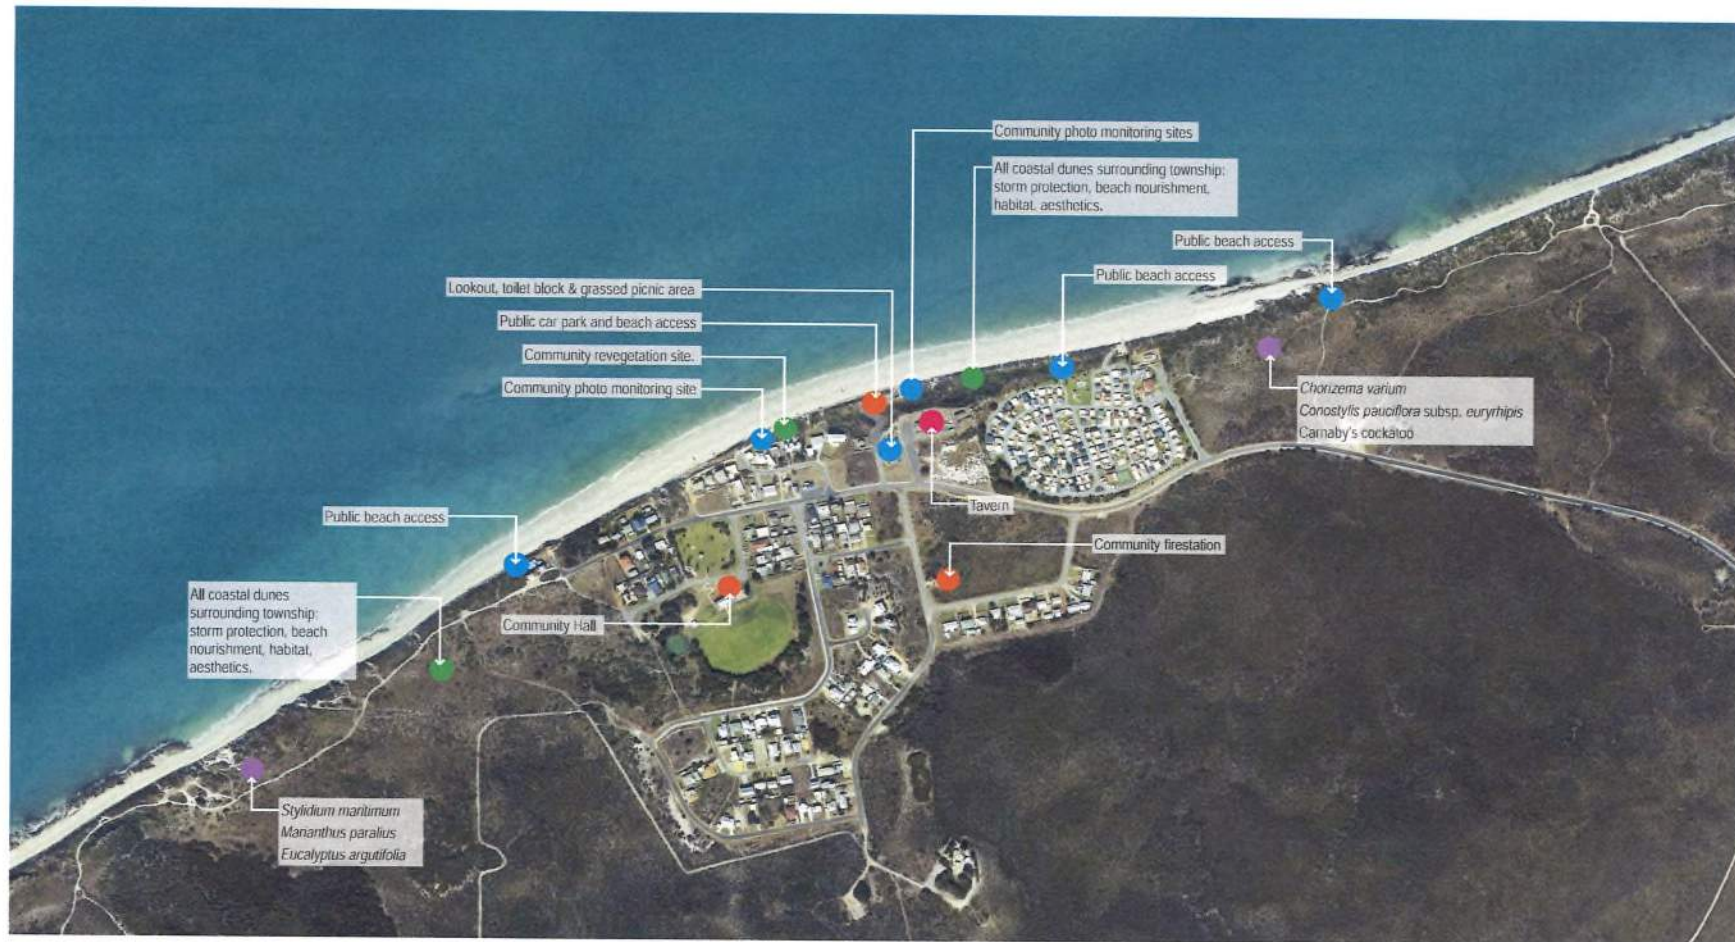 Community photo monitoring sites
All coastal dunes surrounding township:
storm protection, beach nourishment,
habitat, aesthetics.
Public beach access
Public beach access
Lookout, toilet block & grassed picnic area
Public car park and beach access
Community revegetation site.
Community photo monitoring site
Chorizema varium
Conostylis pauciflora subsp. euryrhipis
Carnaby's cockatoo
Tavern
Public beach access
Community firestation
All coastal dunes
surrounding township:
storm protection, beach
nourishment, habitat,
aesthetics.
Community Hall
Stylidium maritimum
Marianthus paralius
Eucalyptus argutifolia